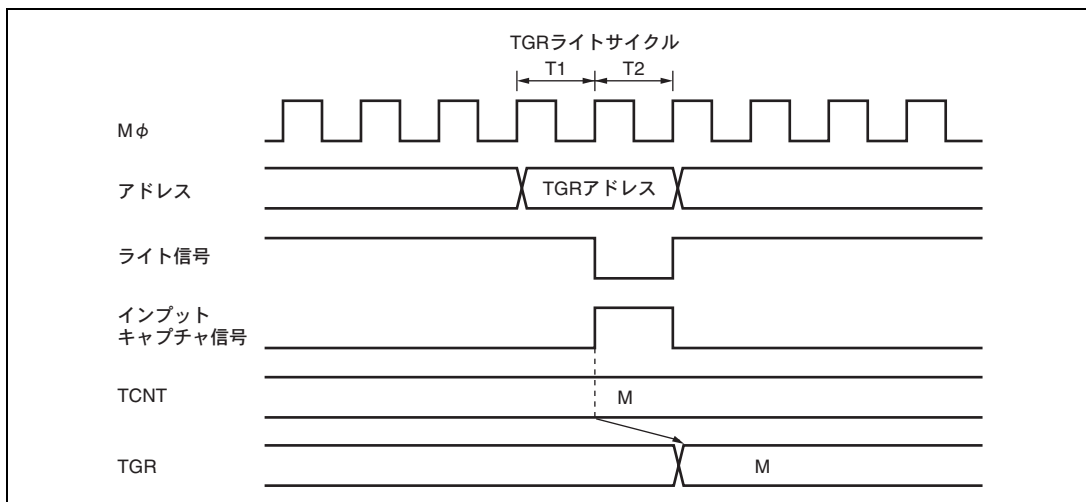 TGRライトサイクル
T1 T2
Mφ
アドレス
TGRアドレス
ライト信号
インプット
キャプチャ信号
TCNT
M
TGR
M